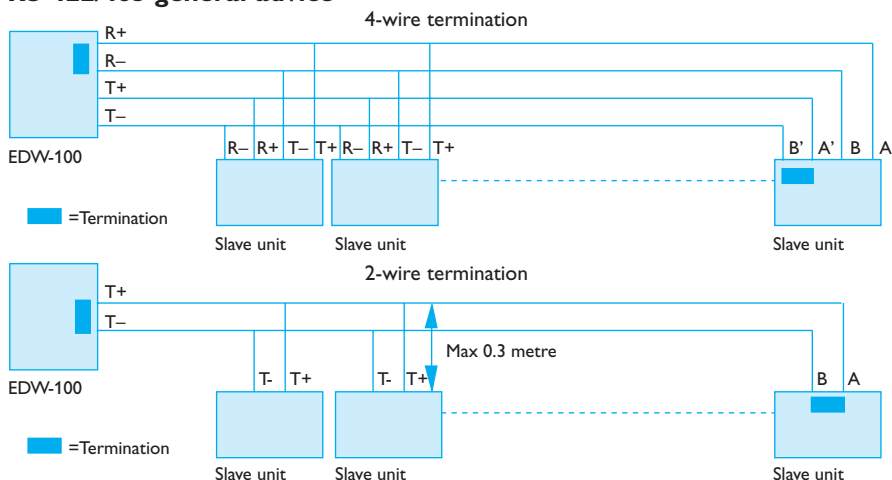 4-wire termination
R+
R–
T+
T–
EDW-100
R– R+ T– T+ R– R+ T– T+
B’ A’ B A
=Termination
Slave unit
Slave unit
Slave unit
2-wire termination
T+
T–
Max 0.3 metre
EDW-100
T- T+
T- T+
B A
=Termination
Slave unit
Slave unit
Slave unit